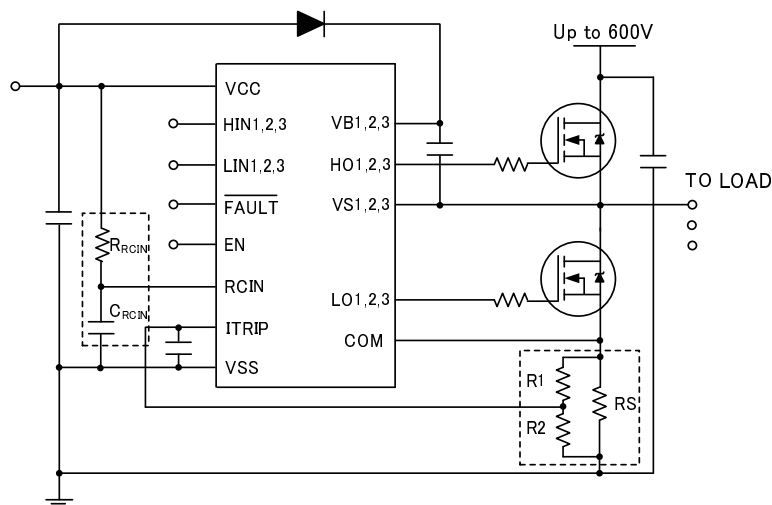 Up to 600V
VCC
HIN1,2,3
LIN1,2,3
FAULT
EN
RCIN
ITRIP
VSS
VB1,2,3
HO1,2,3
VS1,2,3
LO1,2,3
COM
TO LOAD
RRCIN
CRCIN
R1
R2
RS